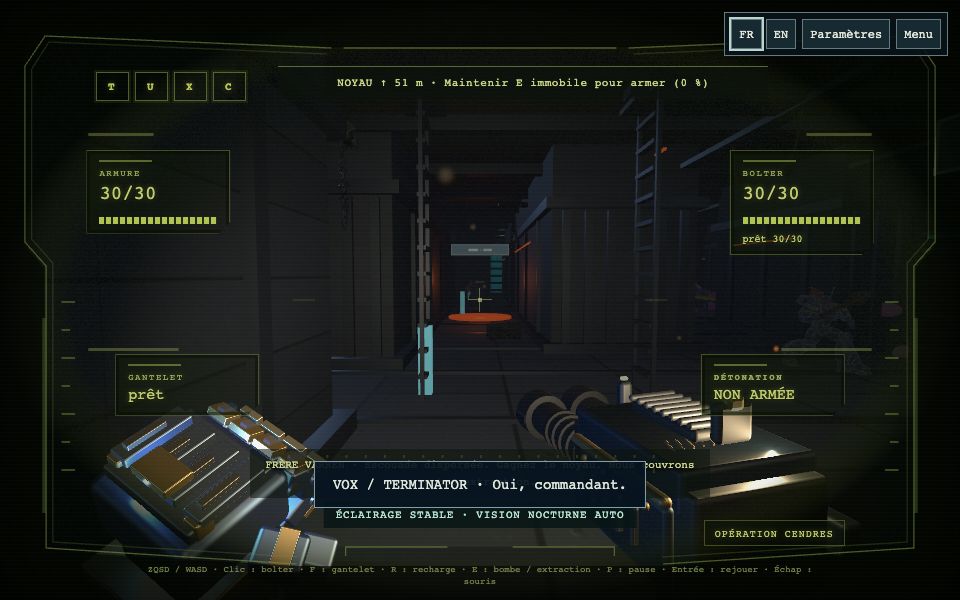 FR EN Paramètres Menu
T U X C
NOYAU ↑ 51 m · Maintenir E immobile pour armer (0 %)
ARMURE
30/30
BOLTER
30/30
prêt 30/30
GANTELET
prêt
DÉTONATION
NON ARMÉE
FRÈRE dispersée. Gagnez le noyau. Nous couvrons
VOX / TERMINATOR · Oui, commandant.
ÉCLAIRAGE STABLE · VISION NOCTURNE AUTO
OPÉRATION CENDRES
ZQSD / WASD · Clic : bolter · F : gantelet · R : recharge · E : bombe / extraction · P : pause · Entrée : rejouer · Échap :
souris